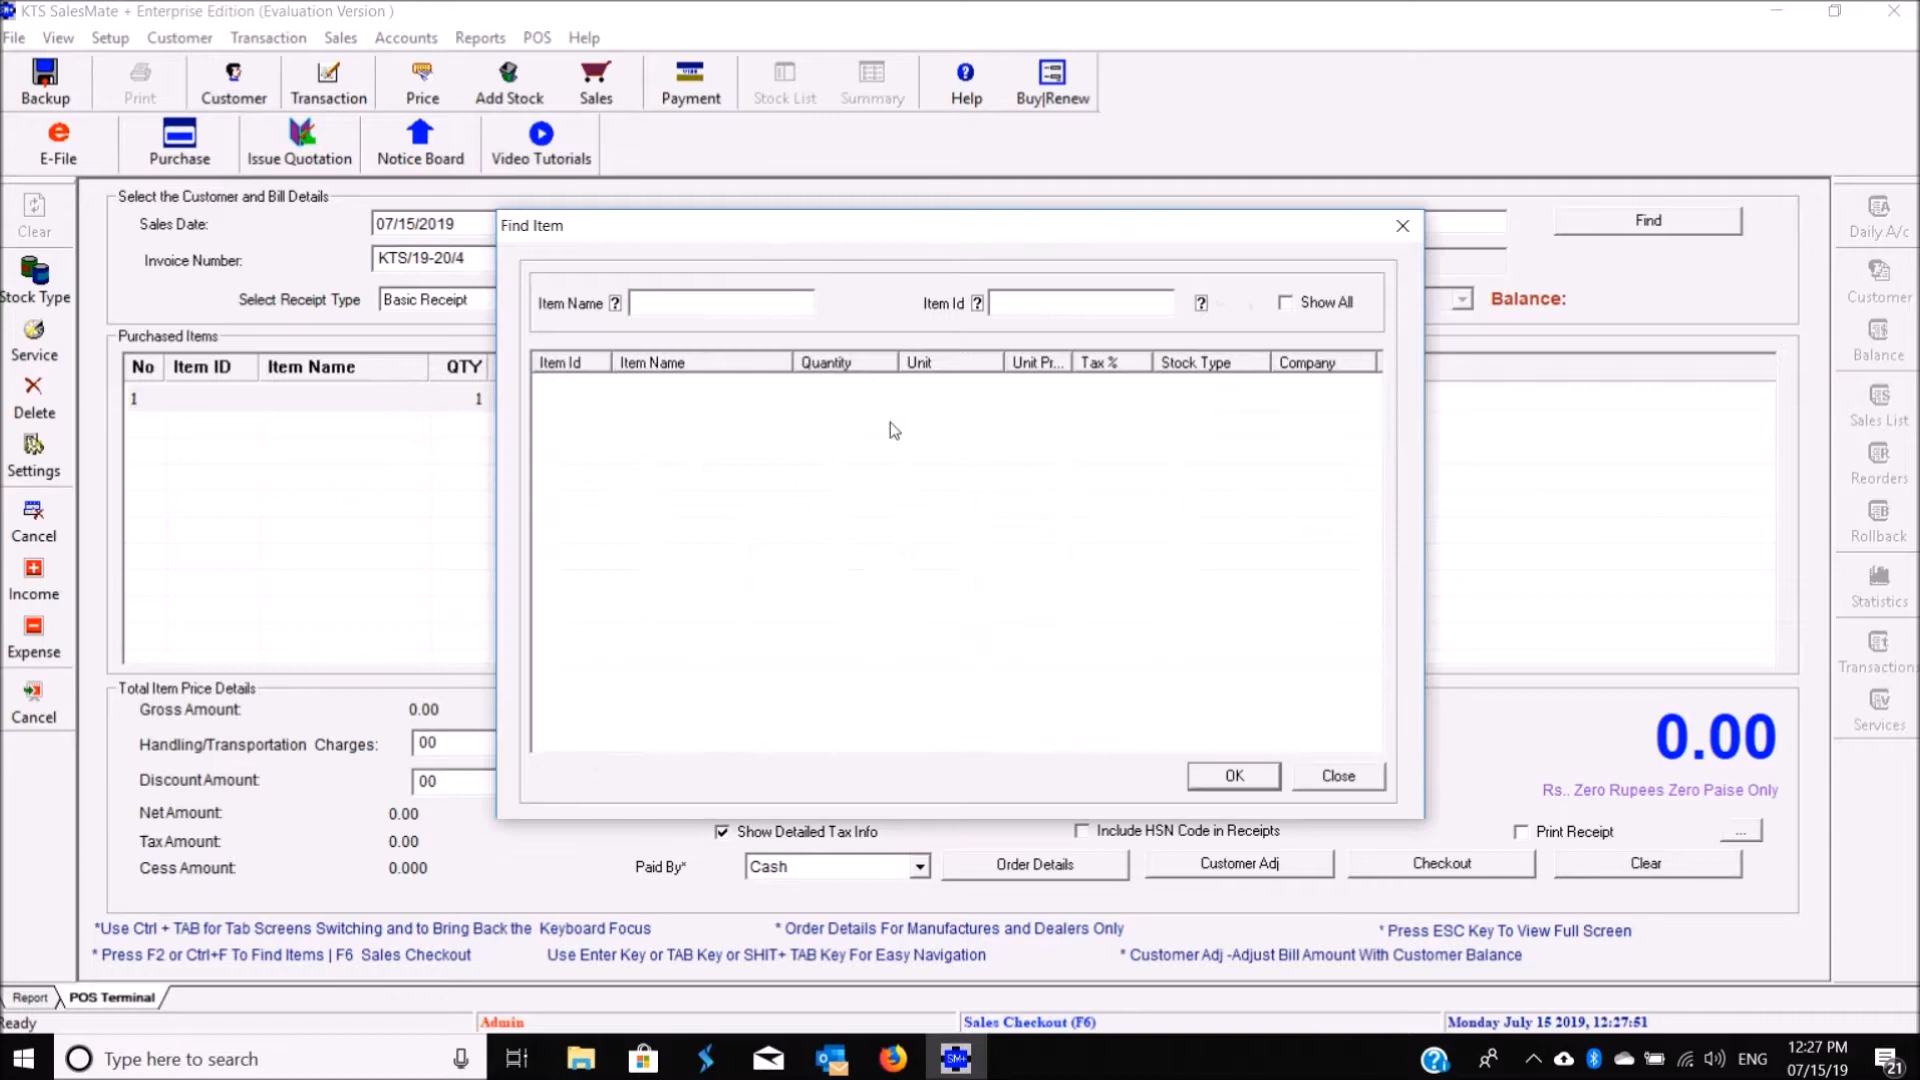 KTS SalesMate + Enterprise Edition (Evaluation Version )
File View Setup Customer Transaction Sales Accounts Reports POS Help
Backup Print Customer Transaction Price Add Stock Sales Payment Stock List Summary Help Buy|Renew
E-File Purchase Issue Quotation Notice Board Video Tutorials
Clear
Stock Type
Service
Delete
Settings
Cancel
Income
Expense
Cancel
Select the Customer and Bill Details
Sales Date: 07/15/2019
Invoice Number: KTS/19-20/4
Select Receipt Type Basic Receipt
Find
Balance:
Purchased Items
No Item ID Item Name QTY
1 1
Find Item
Item Name ? Item Id ? ? Show All
Item Id Item Name Quantity Unit Unit Pr... Tax % Stock Type Company
OK Close
Total Item Price Details
Gross Amount: 0.00
Handling/Transportation Charges: 00
Discount Amount: 00
Net Amount: 0.00
Tax Amount: 0.00
Cess Amount: 0.000
0.00
Rs.. Zero Rupees Zero Paise Only
Show Detailed Tax Info Include HSN Code in Receipts Print Receipt ...
Paid By* Cash Order Details Customer Adj Checkout Clear
*Use Ctrl + TAB for Tab Screens Switching and to Bring Back the Keyboard Focus * Order Details For Manufactures and Dealers Only * Press ESC Key To View Full Screen
* Press F2 or Ctrl+F To Find Items | F6 Sales Checkout Use Enter Key or TAB Key or SHIT+ TAB Key For Easy Navigation * Customer Adj -Adjust Bill Amount With Customer Balance
Daily A/c
Customer
Balance
Sales List
Reorders
Rollback
Statistics
Transaction
Services
Report POS Terminal
Ready Admin Sales Checkout (F6) Monday July 15 2019, 12:27:51
Type here to search SM+ ENG 12:27 PM
07/15/19 21